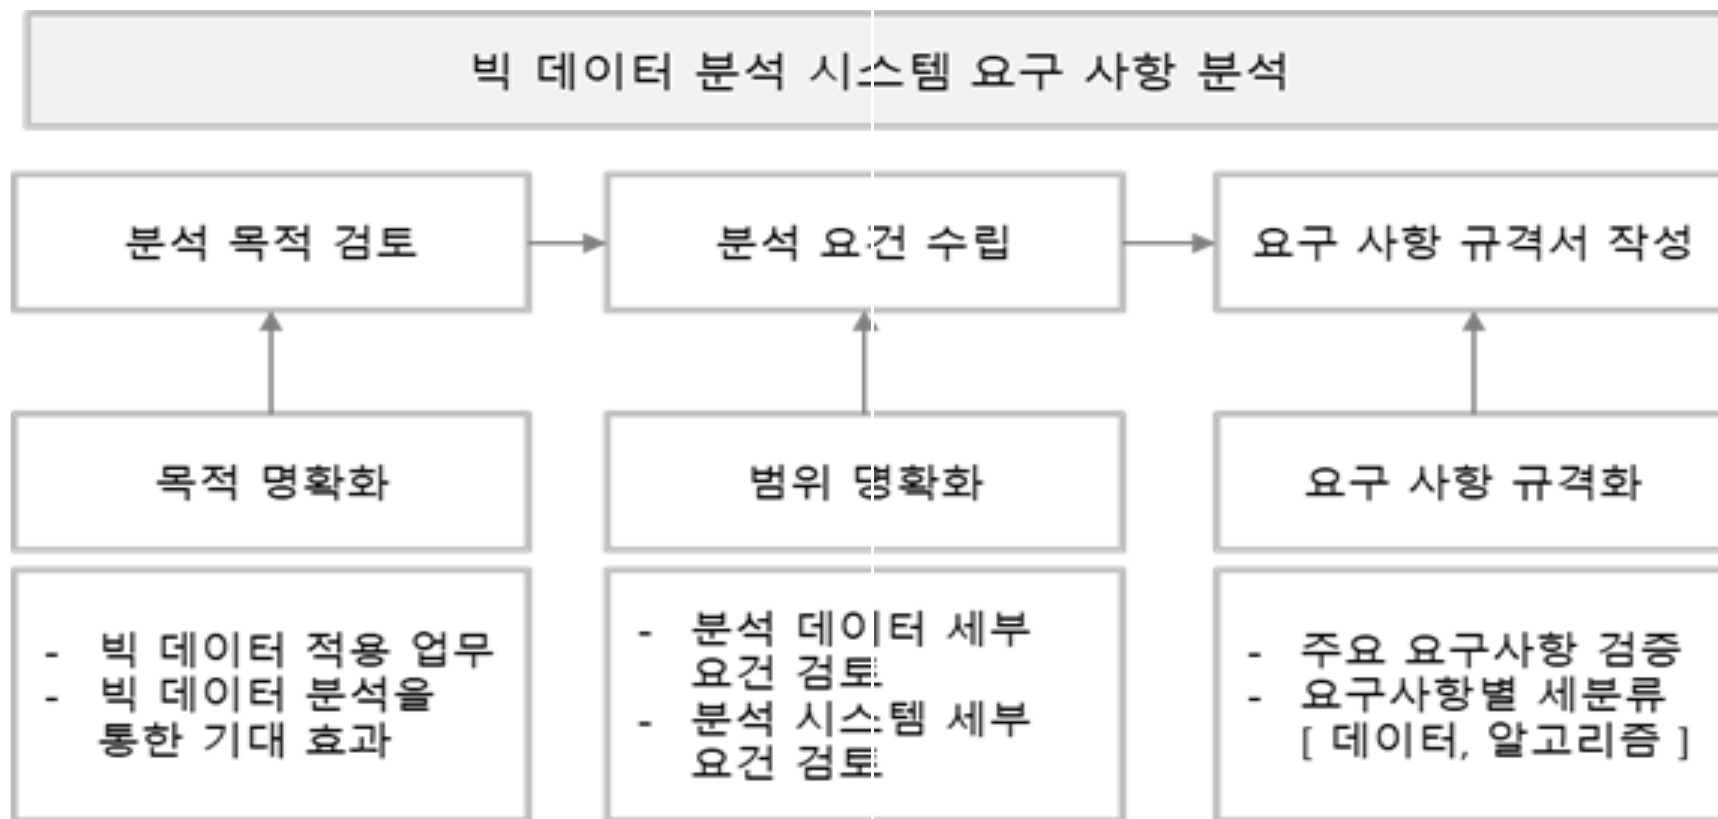 빅 데이터 분석 시스템 요구 사항 분석
분석 목적 검토
분석 요건 수립
요구 사항 규격서 작성
목적 명확화
범위 명확화
요구 사항 규격화
- 빅 데이터 적용 업무
- 빅 데이터 분석을
통한 기대 효과
- 분석 데이터 세부
요건 검토
- 분석 시스템 세부
요건 검토
- 주요 요구사항 검증
- 요구사항별 세분류
[ 데이터, 알고리즘 ]